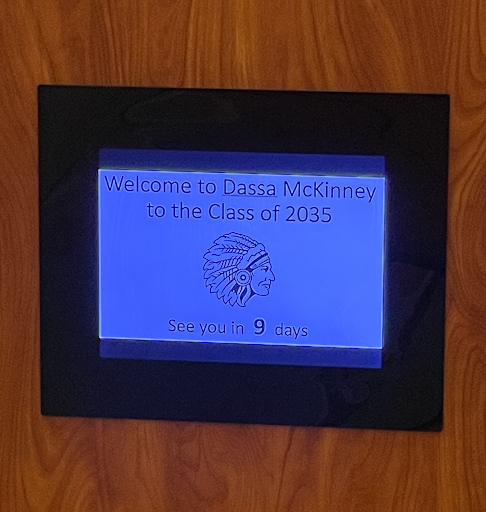 Welcome to Dassa McKinney
to the Class of 2035
See you in 9 days